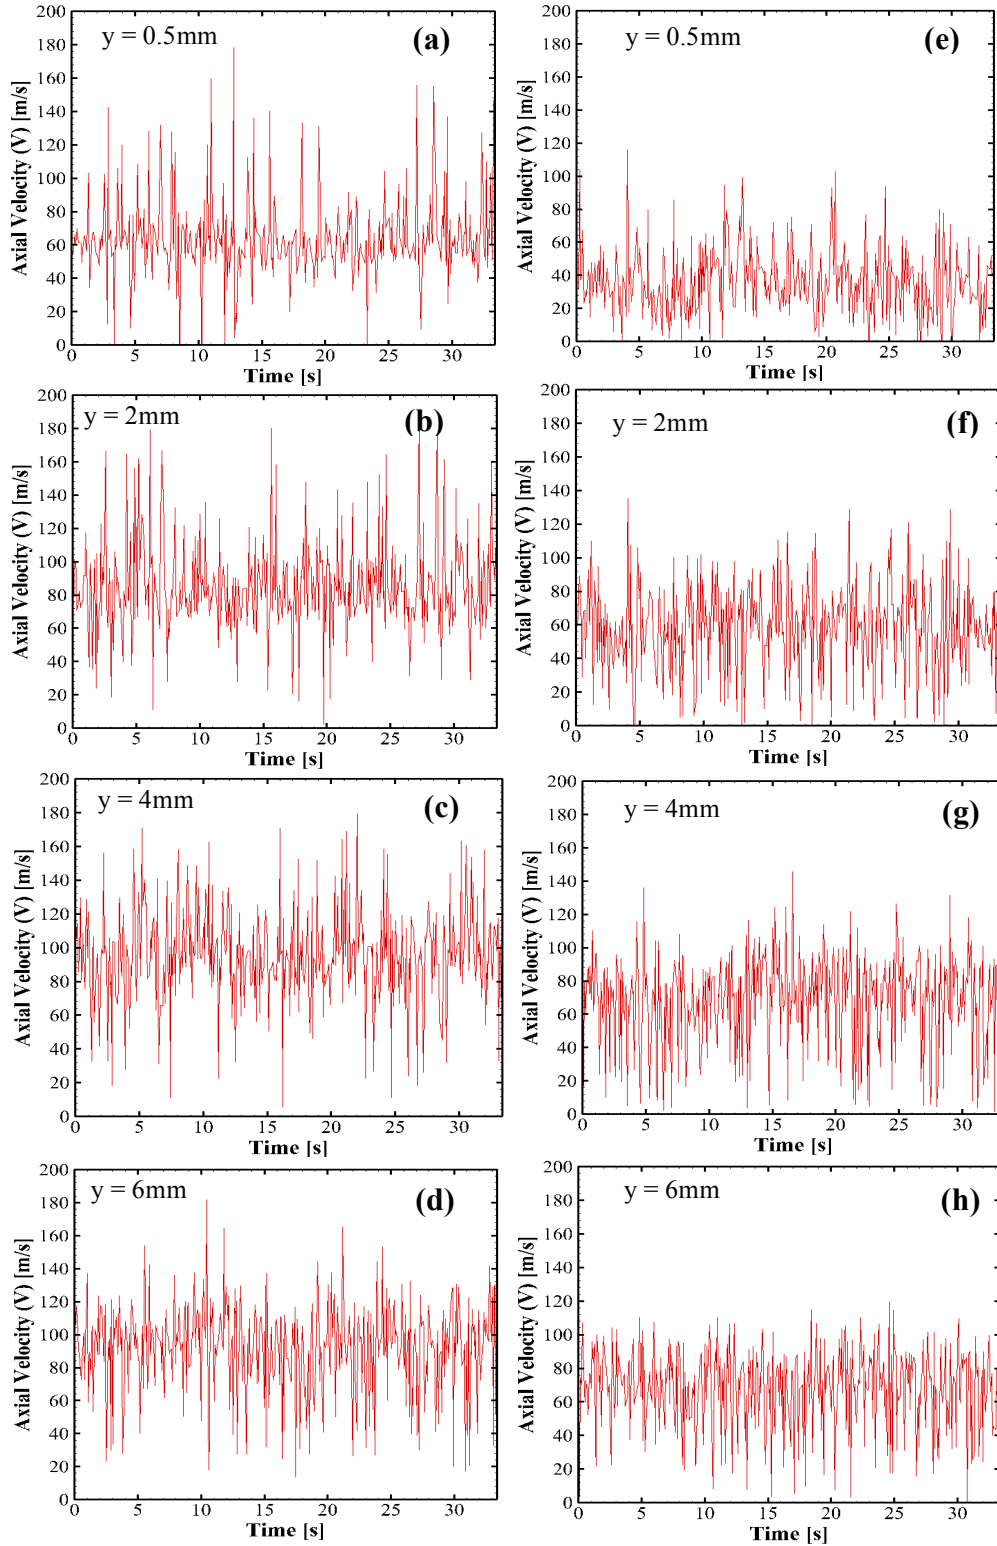 y = 0.5mm
(a)
Axial Velocity (V) [m/s]
200
180
160
140
120
100
80
60
40
20
0
0 5 10 15 20 25 30
Time [s]
y = 0.5mm
(e)
Axial Velocity (V) [m/s]
200
180
160
140
120
100
80
60
40
20
0
0 5 10 15 20 25 30
Time [s]
y = 2mm
(b)
Axial Velocity (V) [m/s]
200
180
160
140
120
100
80
60
40
20
0
0 5 10 15 20 25 30
Time [s]
y = 2mm
(f)
Axial Velocity (V) [m/s]
200
180
160
140
120
100
80
60
40
20
0
0 5 10 15 20 25 30
Time [s]
y = 4mm
(c)
Axial Velocity (V) [m/s]
200
180
160
140
120
100
80
60
40
20
0
0 5 10 15 20 25 30
Time [s]
y = 4mm
(g)
Axial Velocity (V) [m/s]
200
180
160
140
120
100
80
60
40
20
0
0 5 10 15 20 25 30
Time [s]
y = 6mm
(d)
Axial Velocity (V) [m/s]
200
180
160
140
120
100
80
60
40
20
0
0 5 10 15 20 25 30
Time [s]
y = 6mm
(h)
Axial Velocity (V) [m/s]
200
180
160
140
120
100
80
60
40
20
0
0 5 10 15 20 25 30
Time [s]